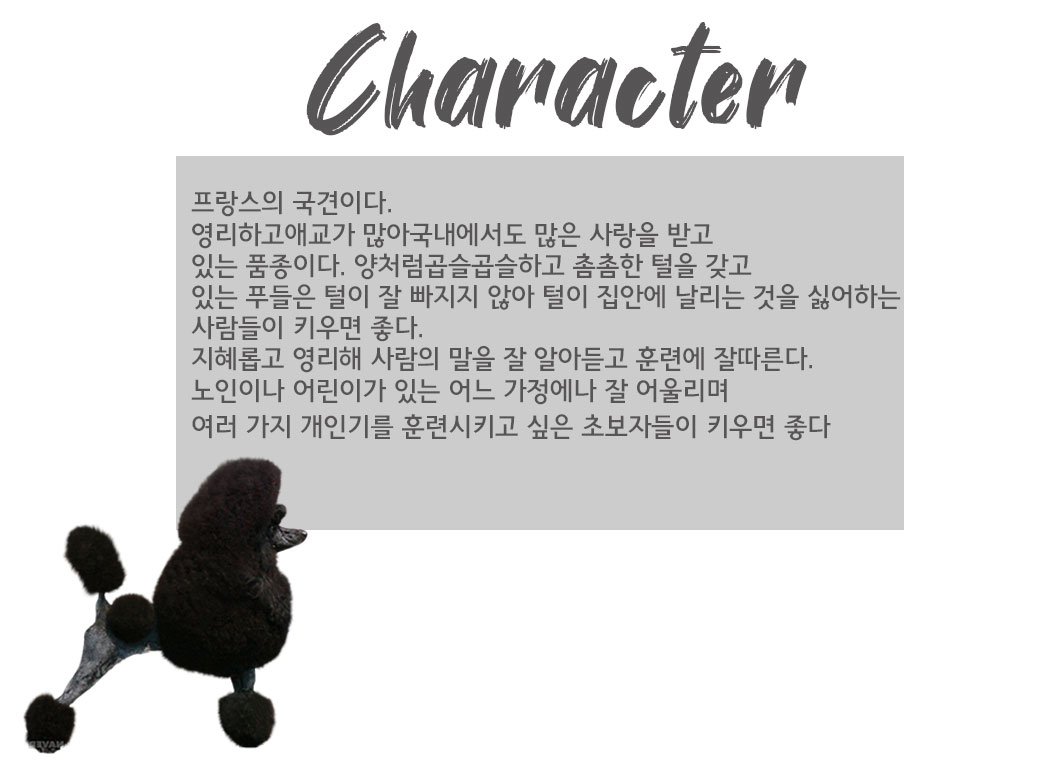 Character
프랑스의 국견이다.
영리하고애교가 많아국내에서도 많은 사랑을 받고
있는 품종이다. 양처럼곱슬곱슬하고 촘촘한 털을 갖고
있는 푸들은 털이 잘 빠지지 않아 털이 집안에 날리는 것을 싫어하는
사람들이 키우면 좋다.
지혜롭고 영리해 사람의 말을 잘 알아듣고 훈련에 잘따른다.
노인이나 어린이가 있는 어느 가정에나 잘 어울리며
여러 가지 개인기를 훈련시키고 싶은 초보자들이 키우면 좋다